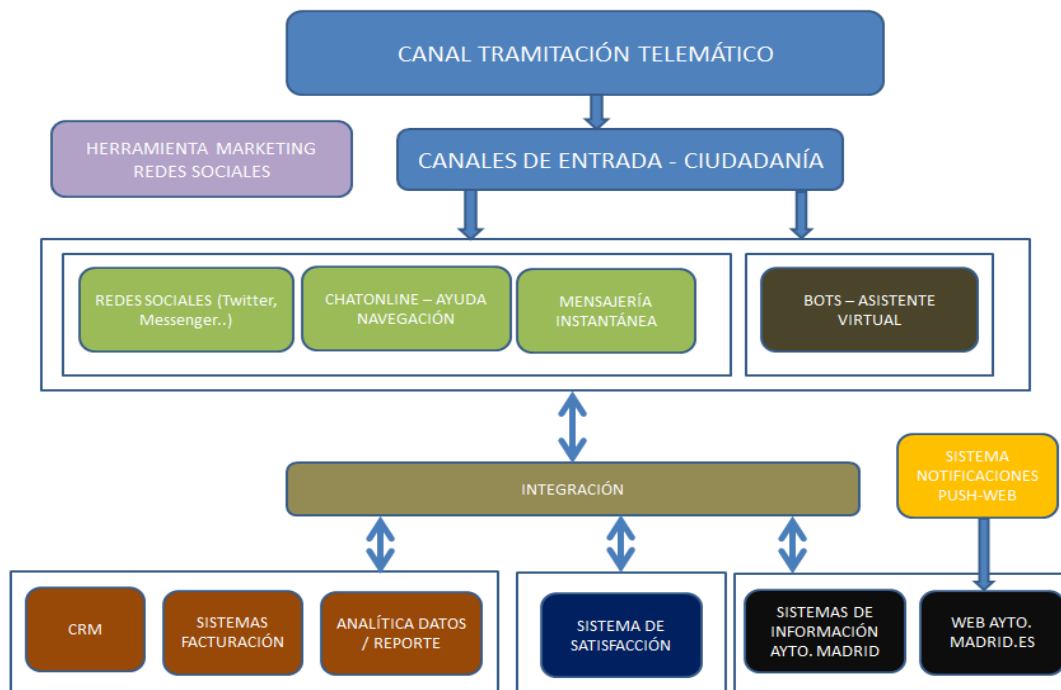 CANAL TRAMITACIÓN TELEMÁTICO
HERRAMIENTA MARKETING
REDES SOCIALES
CANALES DE ENTRADA - CIUDADANÍA
REDES SOCIALES (Twitter,
Messenger..)
CHATONLINE – AYUDA
NAVEGACIÓN
MENSAJERÍA
INSTANTÁNEA
BOTS – ASISTENTE
VIRTUAL
INTEGRACIÓN
SISTEMA
NOTIFICACIONES
PUSH-WEB
CRM
SISTEMAS
FACTURACIÓN
ANALÍTICA DATOS
/ REPORTE
SISTEMA DE
SATISFACCIÓN
SISTEMAS DE
INFORMACIÓN
AYTO. MADRID
WEB AYTO.
MADRID.ES